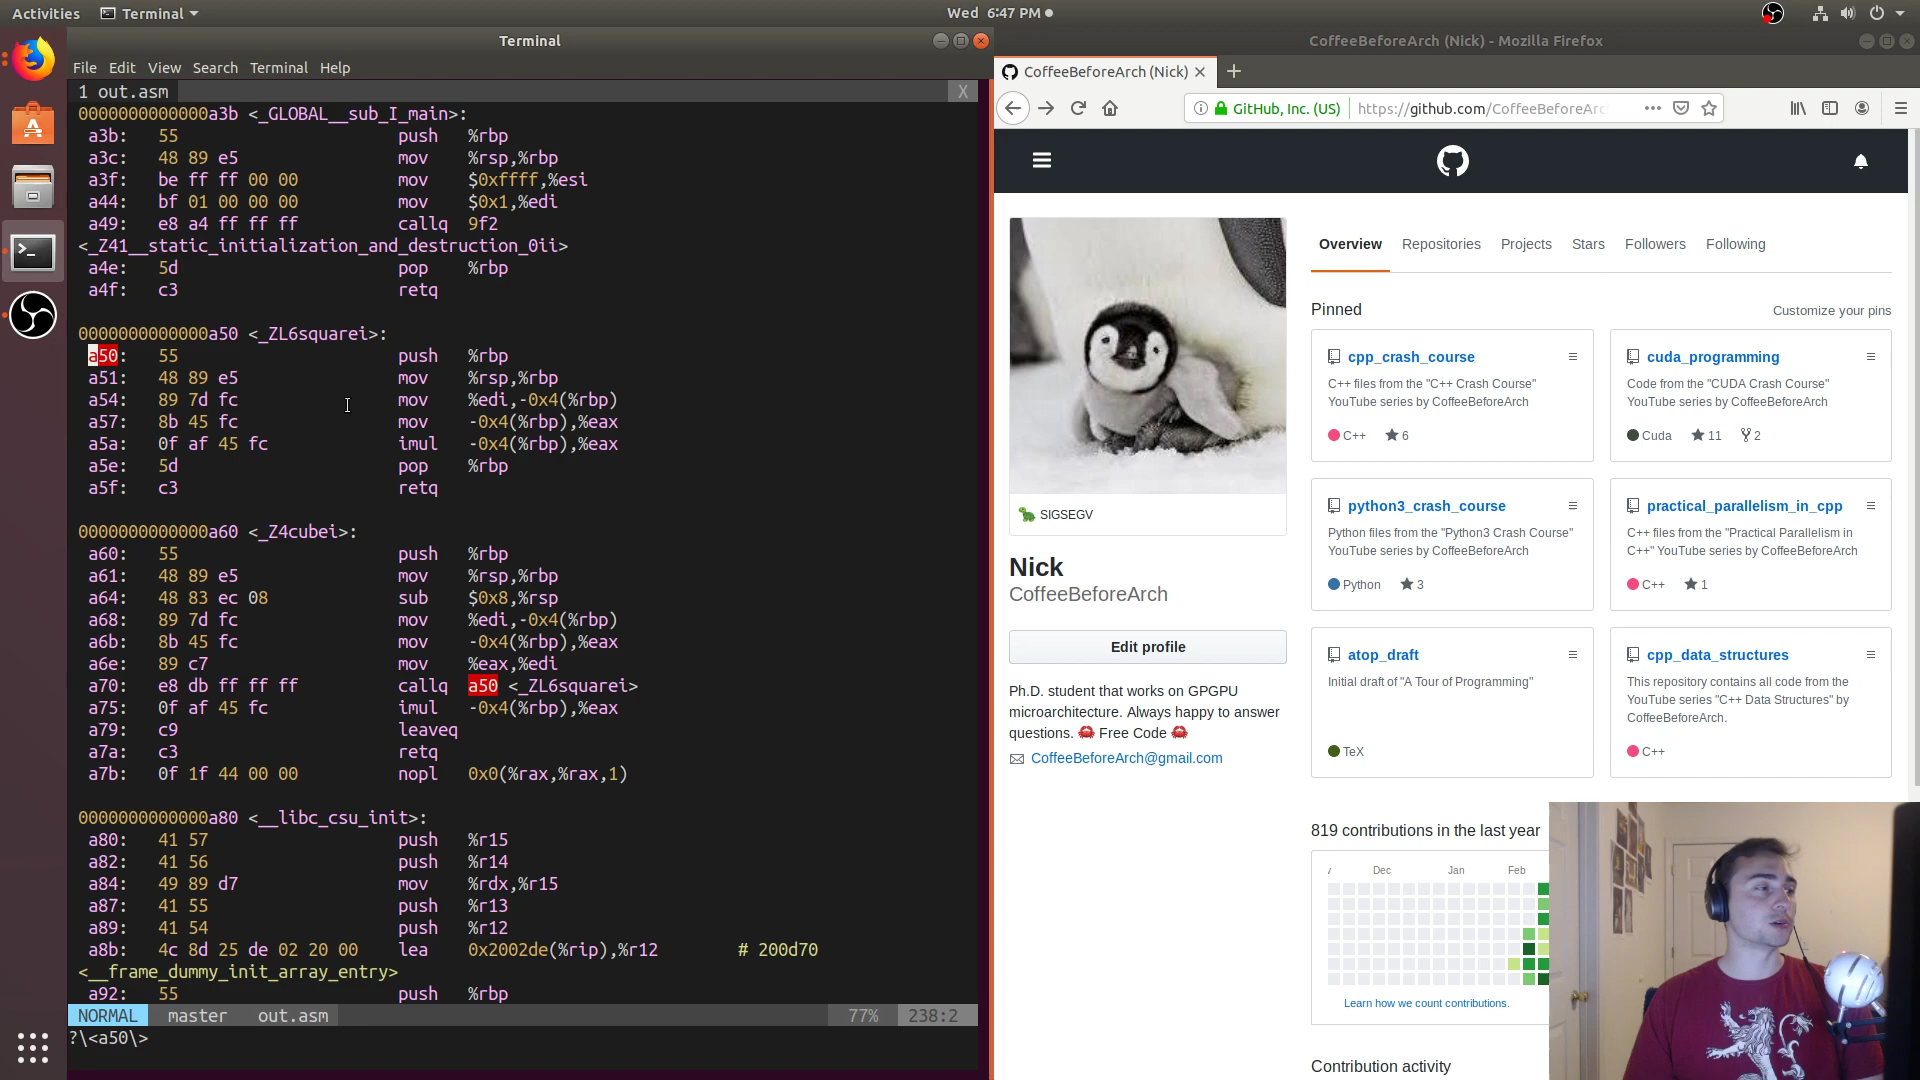 Activities Terminal Wed 6:47 PM
Terminal
CoffeeBeforeArch (Nick) - Mozilla Firefox
File Edit View Search Terminal Help
1 out.asm X
0000000000000a3b <_GLOBAL__sub_I_main>:
a3b: 55 push %rbp
a3c: 48 89 e5 mov %rsp,%rbp
a3f: be ff ff 00 00 mov $0xffff,%esi
a44: bf 01 00 00 00 mov $0x1,%edi
a49: e8 a4 ff ff ff callq 9f2
<_Z41__static_initialization_and_destruction_0ii>
a4e: 5d pop %rbp
a4f: c3 retq
0000000000000a50 <_ZL6squarei>:
a50: 55 push %rbp
a51: 48 89 e5 mov %rsp,%rbp
a54: 89 7d fc mov %edi,-0x4(%rbp)
a57: 8b 45 fc mov -0x4(%rbp),%eax
a5a: 0f af 45 fc imul -0x4(%rbp),%eax
a5e: 5d pop %rbp
a5f: c3 retq
0000000000000a60 <_Z4cubei>:
a60: 55 push %rbp
a61: 48 89 e5 mov %rsp,%rbp
a64: 48 83 ec 08 sub $0x8,%rsp
a68: 89 7d fc mov %edi,-0x4(%rbp)
a6b: 8b 45 fc mov -0x4(%rbp),%eax
a6e: 89 c7 mov %eax,%edi
a70: e8 db ff ff ff callq a50 <_ZL6squarei>
a75: 0f af 45 fc imul -0x4(%rbp),%eax
a79: c9 leaveq
a7a: c3 retq
a7b: 0f 1f 44 00 00 nopl 0x0(%rax,%rax,1)
0000000000000a80 <__libc_csu_init>:
a80: 41 57 push %r15
a82: 41 56 push %r14
a84: 49 89 d7 mov %rdx,%r15
a87: 41 55 push %r13
a89: 41 54 push %r12
a8b: 4c 8d 25 de 02 20 00 lea 0x2002de(%rip),%r12 # 200d70
<__frame_dummy_init_array_entry>
a92: 55 push %rbp
NORMAL master out.asm 77% 238:2
?\<a50\>
CoffeeBeforeArch (Nick)
GitHub, Inc. (US) https://github.com/CoffeeBeforeArc
Overview Repositories Projects Stars Followers Following
SIGSEGV
Nick
CoffeeBeforeArch
Edit profile
Ph.D. student that works on GPGPU
microarchitecture. Always happy to answer
questions. 🦀 Free Code 🦀
CoffeeBeforeArch@gmail.com
Pinned Customize your pins
cpp_crash_course
C++ files from the "C++ Crash Course"
YouTube series by CoffeeBeforeArch
C++ 6
cuda_programming
Code from the "CUDA Crash Course"
YouTube series by CoffeeBeforeArch
Cuda 11 2
python3_crash_course
Python files from the "Python3 Crash Course"
YouTube series by CoffeeBeforeArch
Python 3
practical_parallelism_in_cpp
C++ files from the "Practical Parallelism in
C++" YouTube series by CoffeeBeforeArch
C++ 1
atop_draft
Initial draft of "A Tour of Programming"
TeX
cpp_data_structures
This repository contains all code from the
YouTube series "C++ Data Structures" by
CoffeeBeforeArch.
C++
819 contributions in the last year
Dec Jan Feb
Learn how we count contributions.
Contribution activity